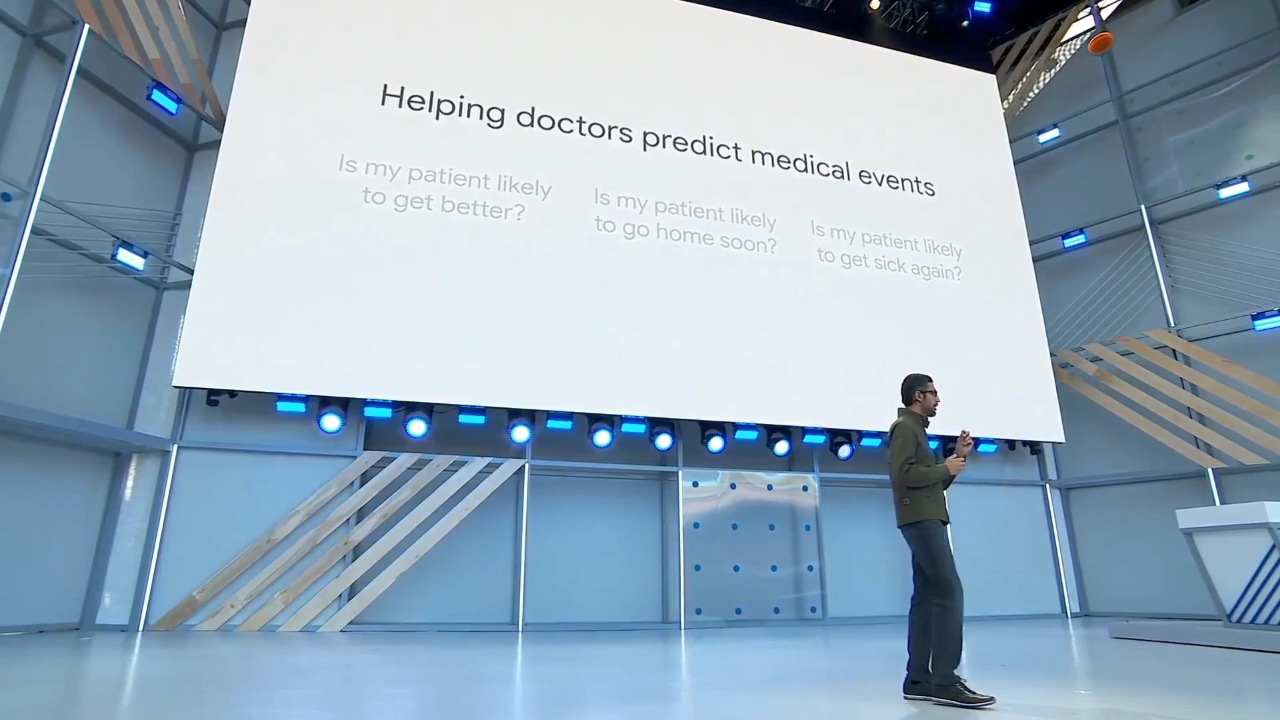 Helping doctors predict medical events
Is my patient likely
to get better?
Is my patient likely
to go home soon?
Is my patient likely
to get sick again?